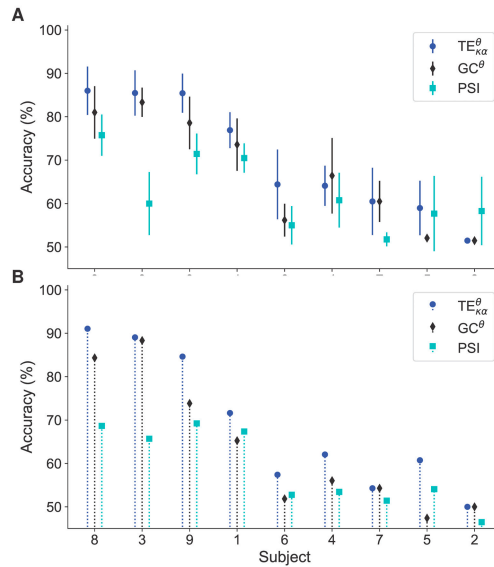 A
100
90
80
70
60
50
Accuracy (%)
TE^θ_κα
GC^θ
PSI
B
100
90
80
70
60
50
Accuracy (%)
TE^θ_κα
GC^θ
PSI
8 3 9 1 6 4 7 5 2
Subject